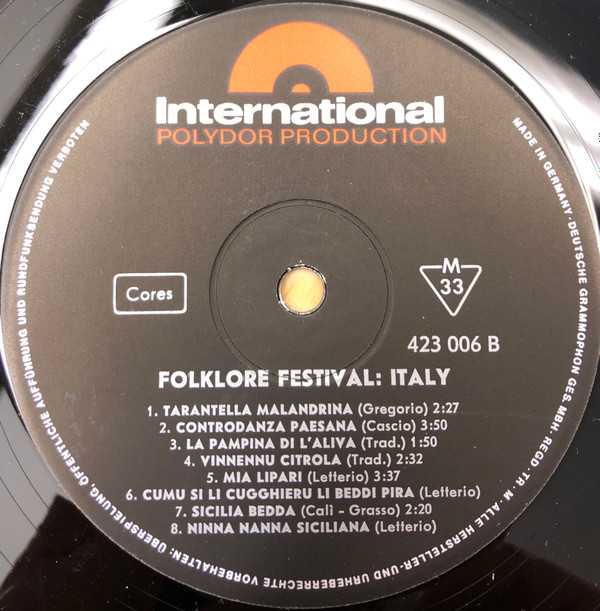 International
POLYDOR PRODUCTION
MADE IN GERMANY · DEUTSCHE GRAMMOPHON GES. MBH · REGD · TR · M · ALLE HERSTELLER- UND URHEBERRECHTE VORBEHALTEN: ÜBERSPIELUNG ÖFFENTLICHE AUFFÜHRUNG UND RUNDFUNKSENDUNG VERBOTEN
Cores
M
33
423 006 B
FOLKLORE FESTIVAL: ITALY
1. TARANTELLA MALANDRINA (Gregorio) 2:27
2. CONTRODANZA PAESANA (Cascio) 3:50
3. LA PAMPINA DI L'ALIVA (Trad.) 1:50
4. VINNENNU CITROLA (Trad.) 2:32
5. MIA LIPARI (Letterio) 3:37
6. CUMU SI LI CUGGHIERU LI BEDDI PIRA (Letterio)
7. SICILIA BEDDA (Calì - Grasso) 2:20
8. NINNA NANNA SICILIANA (Letterio)